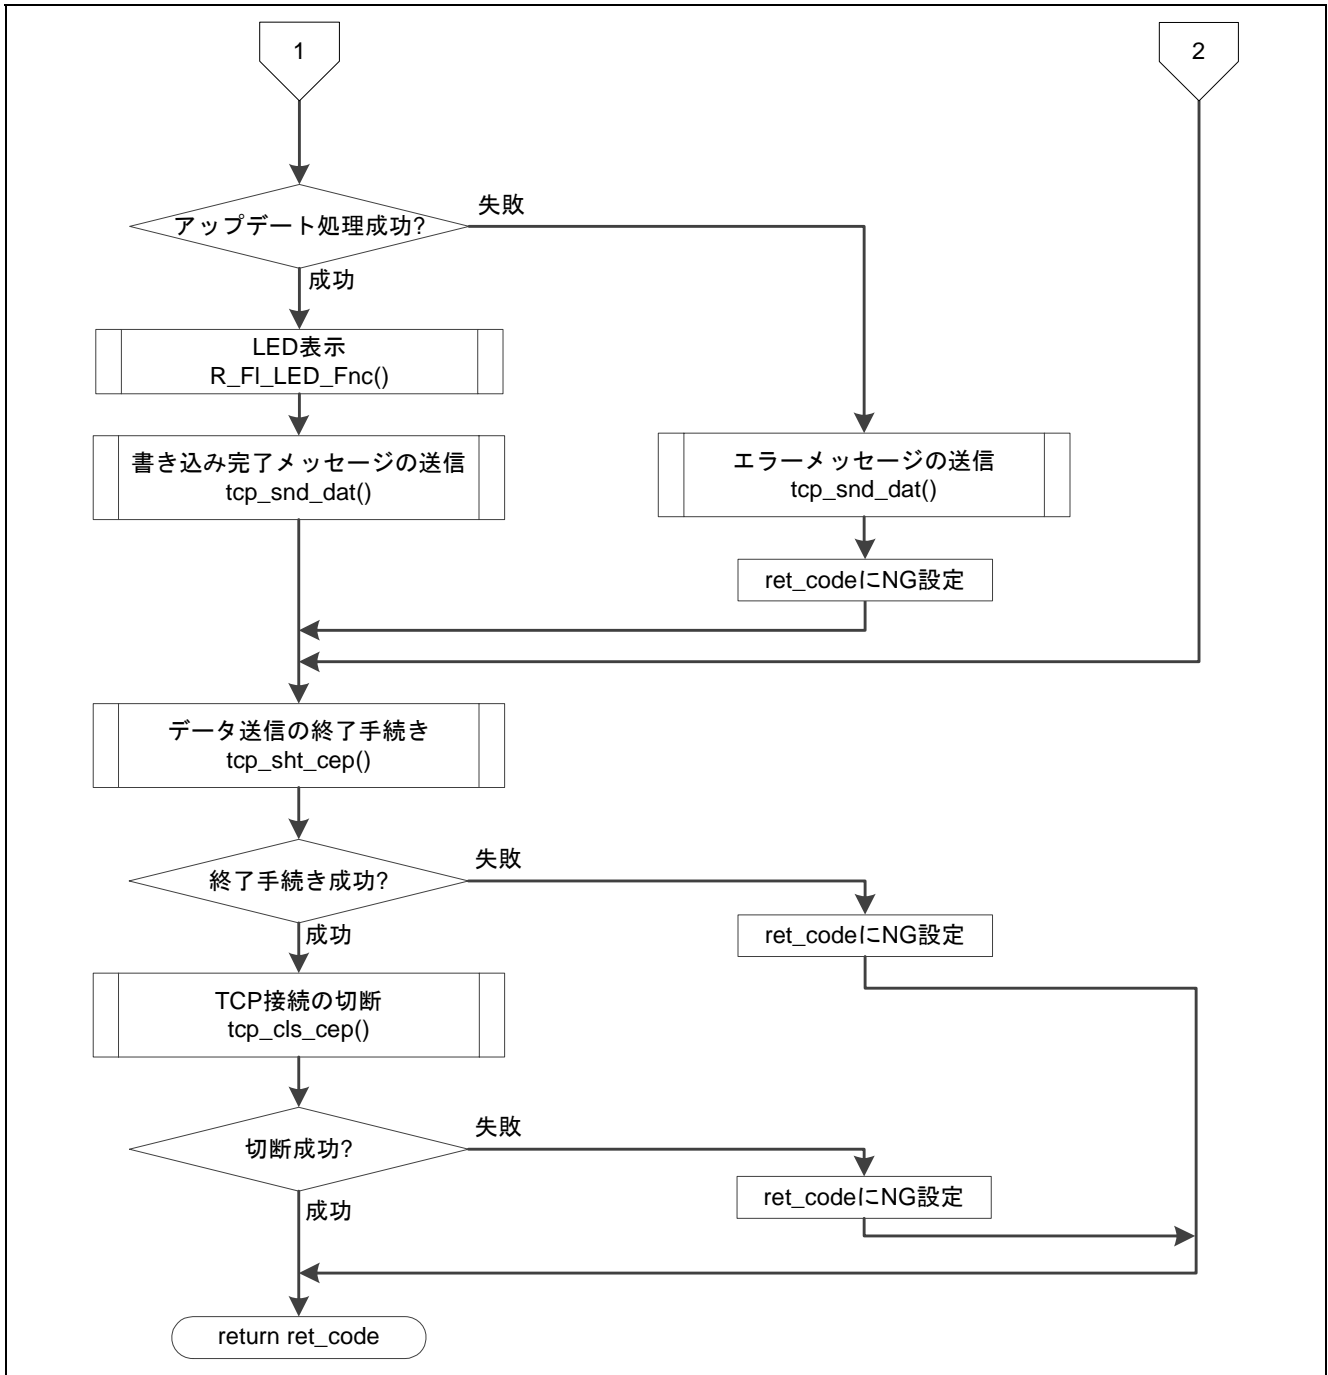 1
2
アップデート処理成功?
失敗
成功
LED表示
R_Fl_LED_Fnc()
書き込み完了メッセージの送信
tcp_snd_dat()
エラーメッセージの送信
tcp_snd_dat()
ret_codeにNG設定
データ送信の終了手続き
tcp_sht_cep()
終了手続き成功?
失敗
成功
ret_codeにNG設定
TCP接続の切断
tcp_cls_cep()
切断成功?
失敗
成功
ret_codeにNG設定
return ret_code